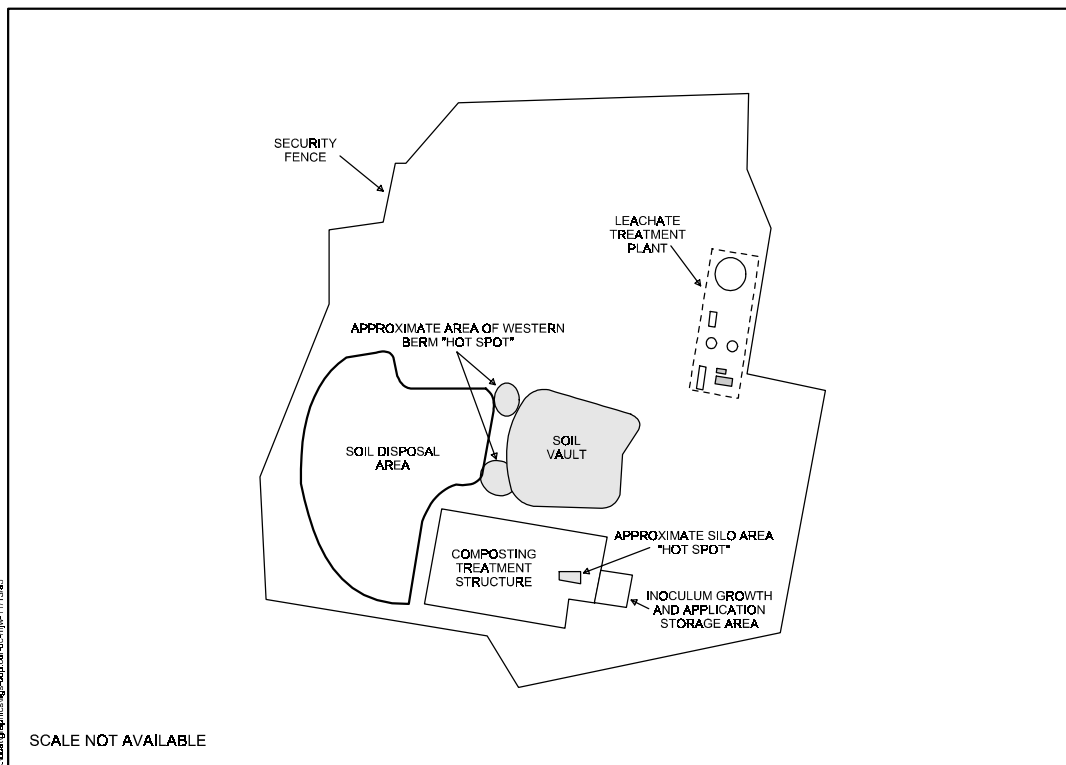 SECURITY
FENCE
LEACHATE
TREATMENT
PLANT
APPROXIMATE AREA OF WESTERN
BERM "HOT SPOT"
SOIL DISPOSAL
AREA
SOIL
VAULT
APPROXIMATE SILO AREA
"HOT SPOT"
COMPOSTING
TREATMENT
STRUCTURE
INOCULUM GROWTH
AND APPLICATION
STORAGE AREA
SCALE NOT AVAILABLE